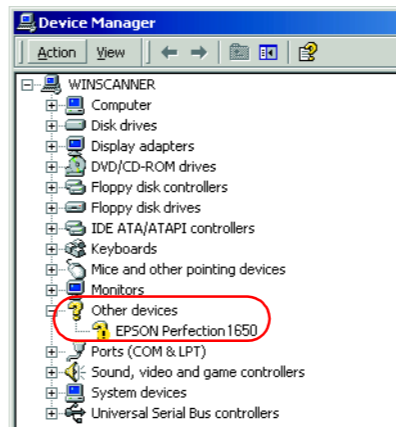 Device Manager
Action View
WINSCANNER
Computer
Disk drives
Display adapters
DVD/CD-ROM drives
Floppy disk controllers
Floppy disk drives
IDE ATA/ATAPI controllers
Keyboards
Mice and other pointing devices
Monitors
Other devices
EPSON Perfection 1650
Ports (COM & LPT)
Sound, video and game controllers
System devices
Universal Serial Bus controllers